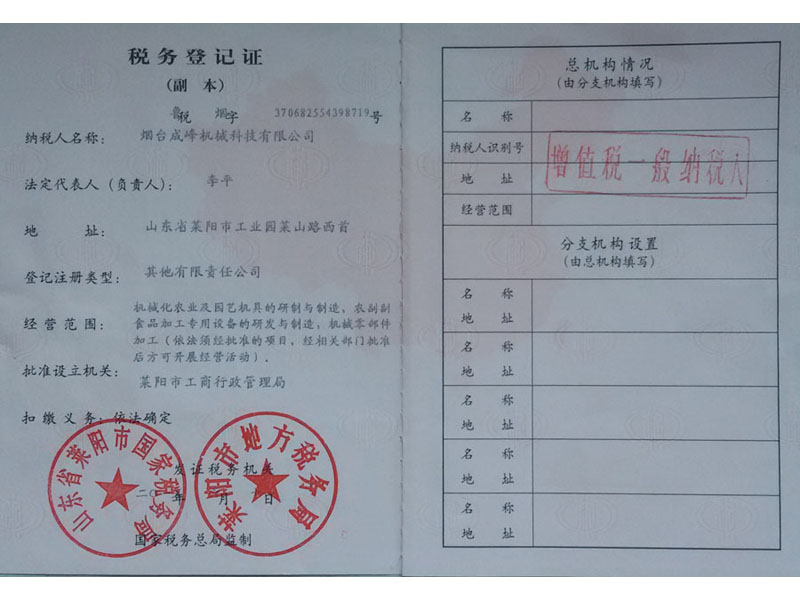 税务登记证
(副 本)
鲁税 烟字 370682554398719号
纳税人名称: 烟台成峰机械科技有限公司
法定代表人(负责人): 李平
地 址: 山东省莱阳市工业园莱山路西首
登记注册类型: 其他有限责任公司
经营范围: 机械化农业及园艺机具的研制与制造,农副副
食品加工专用设备的研发与制造,机械零部件
加工(依法须经批准的项目,经相关部门批准
后方可开展经营活动)。
批准设立机关: 莱阳市工商行政管理局
扣缴义务: 依法确定
山东省莱阳市国家税务局
莱阳市地方税务局
发证税务机关
二〇 年 月 日
国家税务总局监制
总机构情况
(由分支机构填写)
名 称
纳税人识别号
地 址
经营范围
增值税一般纳税人
分支机构设置
(由总机构填写)
名 称
地 址
名 称
地 址
名 称
地 址
名 称
地 址
名 称
地 址